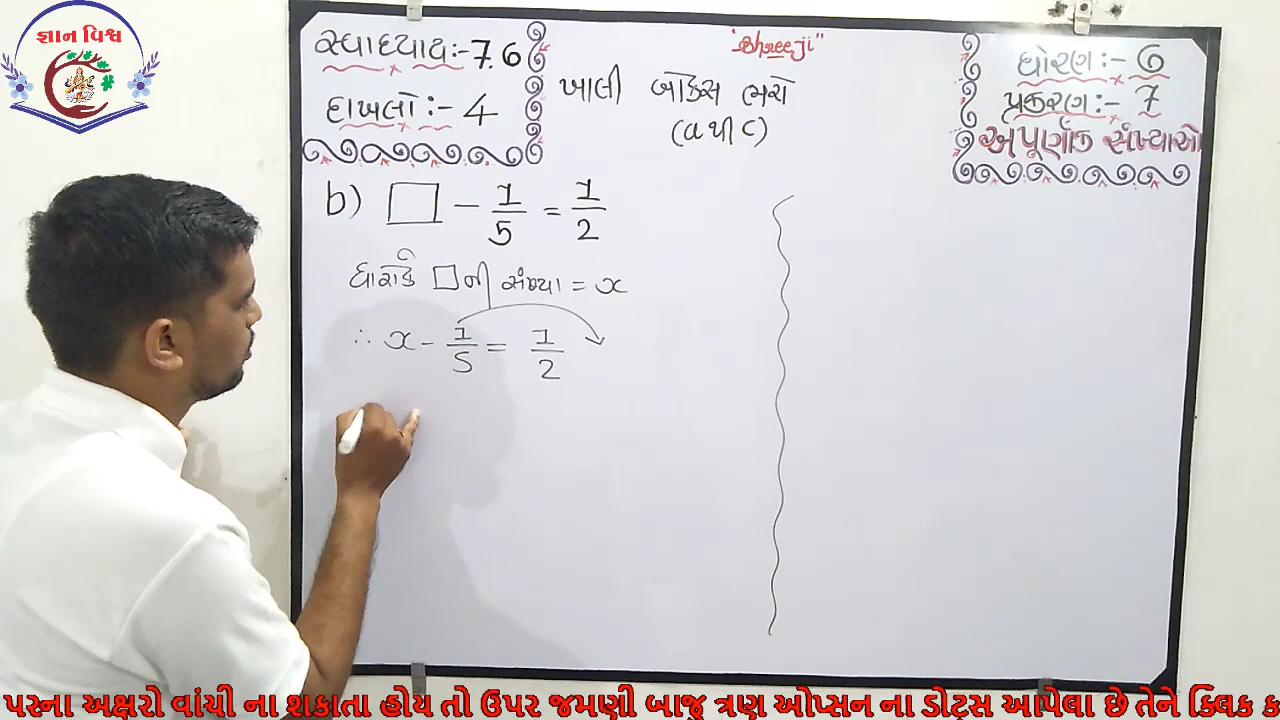 જ્ઞાન વિશ્વ
સ્વાધ્યાય:- 7.6
દાખલો :- 4
"Shreeji"
ખાલી બોક્સ ભરો
(a થી c)
ધોરણ:- 6
પ્રકરણ:- 7
અપૂર્ણાંક સંખ્યાઓ
b) □ - 1/5 = 1/2
ધારોકે □ ની સંખ્યા = x
∴ x - 1/5 = 1/2
પરના અક્ષરો વાંચી ના શકાતા હોય તો ઉપર જમણી બાજુ ત્રણ ઓપ્સન ના ડોટ્સ આપેલા છે તેને ક્લિક ક